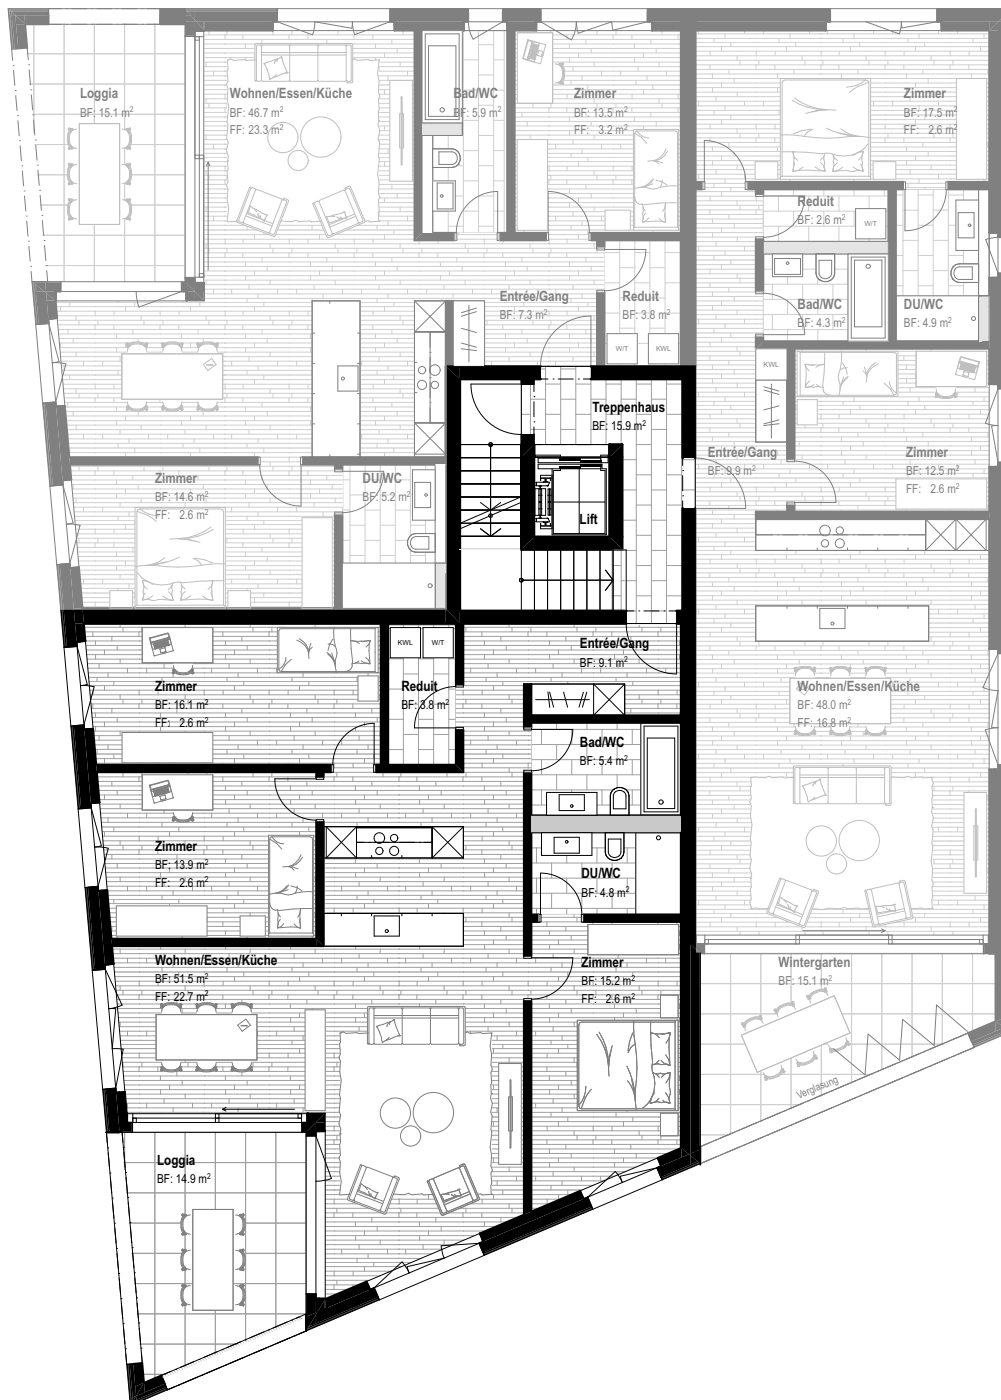 Loggia
BF: 15.1 m²
Wohnen/Essen/Küche
BF: 46.7 m²
FF: 23.3 m²
Bad/WC
BF: 5.9 m²
Zimmer
BF: 13.5 m²
FF: 3.2 m²
Zimmer
BF: 17.5 m²
FF: 2.6 m²
Reduit
BF: 2.6 m²
W/T
Bad/WC
BF: 4.3 m²
DU/WC
BF: 4.9 m²
Entrée/Gang
BF: 7.3 m²
Reduit
BF: 3.8 m²
W/T
KWL
KWL
Treppenhaus
BF: 15.9 m²
Entrée/Gang
BF: 9.9 m²
Zimmer
BF: 12.5 m²
FF: 2.6 m²
Zimmer
BF: 14.6 m²
FF: 2.6 m²
DU/WC
BF: 5.2 m²
Lift
Entrée/Gang
BF: 9.1 m²
KWL
W/T
Zimmer
BF: 16.1 m²
FF: 2.6 m²
Reduit
BF: 3.8 m²
Wohnen/Essen/Küche
BF: 48.0 m²
FF: 16.8 m²
Bad/WC
BF: 5.4 m²
Zimmer
BF: 13.9 m²
FF: 2.6 m²
DU/WC
BF: 4.8 m²
Wohnen/Essen/Küche
BF: 51.5 m²
FF: 22.7 m²
Zimmer
BF: 15.2 m²
FF: 2.6 m²
Wintergarten
BF: 15.1 m²
Verglasung
Loggia
BF: 14.9 m²